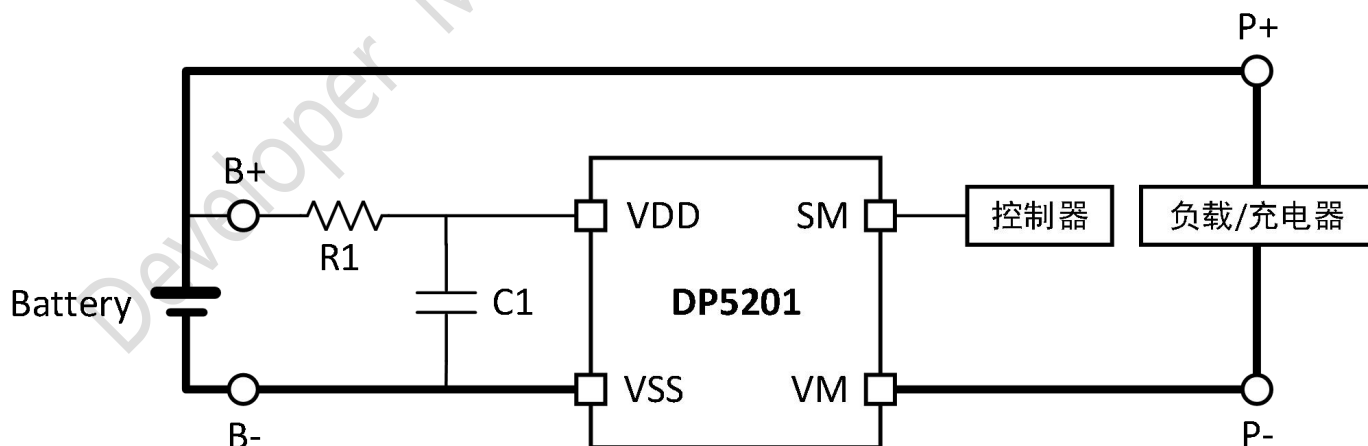 P+
B+
VDD
SM
控制器
负载/充电器
R1
Battery
C1
DP5201
VSS
VM
B-
P-
Developer